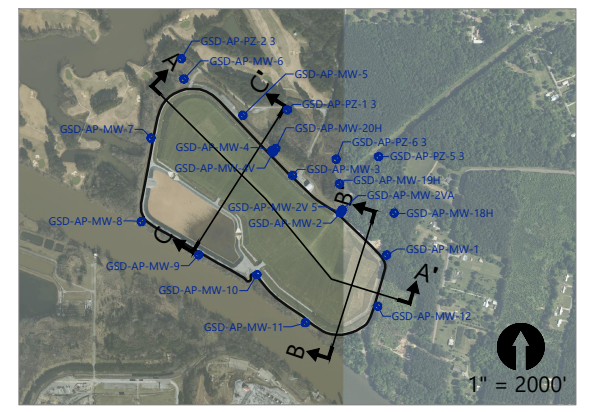 GSD-AP-PZ-2 3
A
GSD-AP-MW-6
C'
GSD-AP-MW-5
GSD-AP-PZ-1 3
GSD-AP-MW-7
GSD-AP-MW-20H
GSD-AP-MW-4
GSD-AP-PZ-6 3
GSD-AP-PZ-5 3
GSD-AP-MW-3
GSD-AP-MW-19H
B'
GSD-AP-MW-2VA
GSD-AP-MW-2V 5
GSD-AP-MW-2
GSD-AP-MW-18H
GSD-AP-MW-8
C
GSD-AP-MW-1
GSD-AP-MW-9
A'
GSD-AP-MW-10
GSD-AP-MW-12
GSD-AP-MW-11
B
1" = 2000'